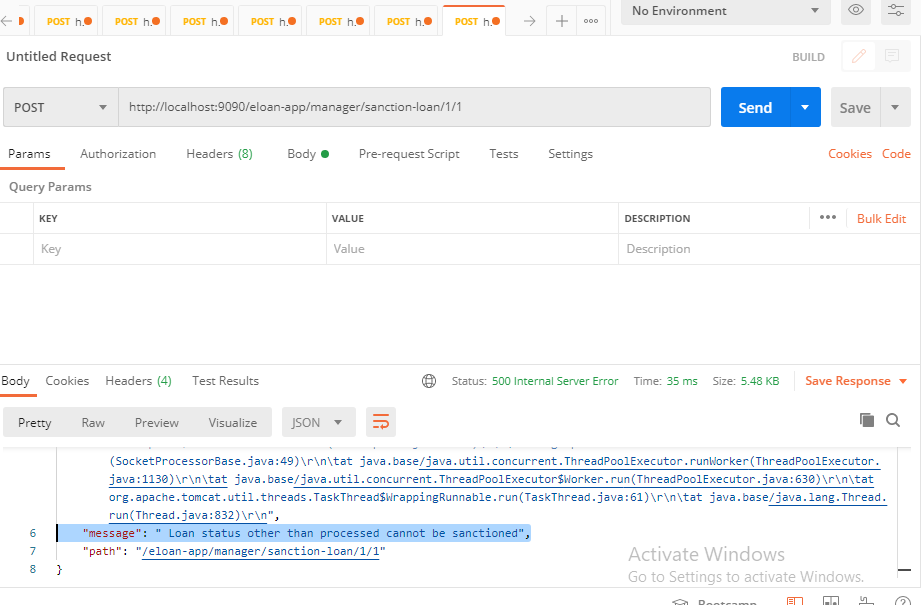 POST h. POST h. POST h. POST h. POST h. POST h. POST h. No Environment
Untitled Request BUILD
POST http://localhost:9090/eloan-app/manager/sanction-loan/1/1 Send Save
Params Authorization Headers (8) Body Pre-request Script Tests Settings Cookies Code
Query Params
KEY VALUE DESCRIPTION Bulk Edit
Key Value Description
Body Cookies Headers (4) Test Results Status: 500 Internal Server Error Time: 35 ms Size: 5.48 KB Save Response
Pretty Raw Preview Visualize JSON
(SocketProcessorBase.java:49)\r\n\tat java.base/java.util.concurrent.ThreadPoolExecutor.runWorker(ThreadPoolExecutor.
java:1130)\r\n\tat java.base/java.util.concurrent.ThreadPoolExecutor$Worker.run(ThreadPoolExecutor.java:630)\r\n\tat
org.apache.tomcat.util.threads.TaskThread$WrappingRunnable.run(TaskThread.java:61)\r\n\tat java.base/java.lang.Thread.
run(Thread.java:832)\r\n",
6 "message": " Loan status other than processed cannot be sanctioned",
7 "path": "/eloan-app/manager/sanction-loan/1/1"
8 }
Activate Windows
Go to Settings to activate Windows.
Bootcamp